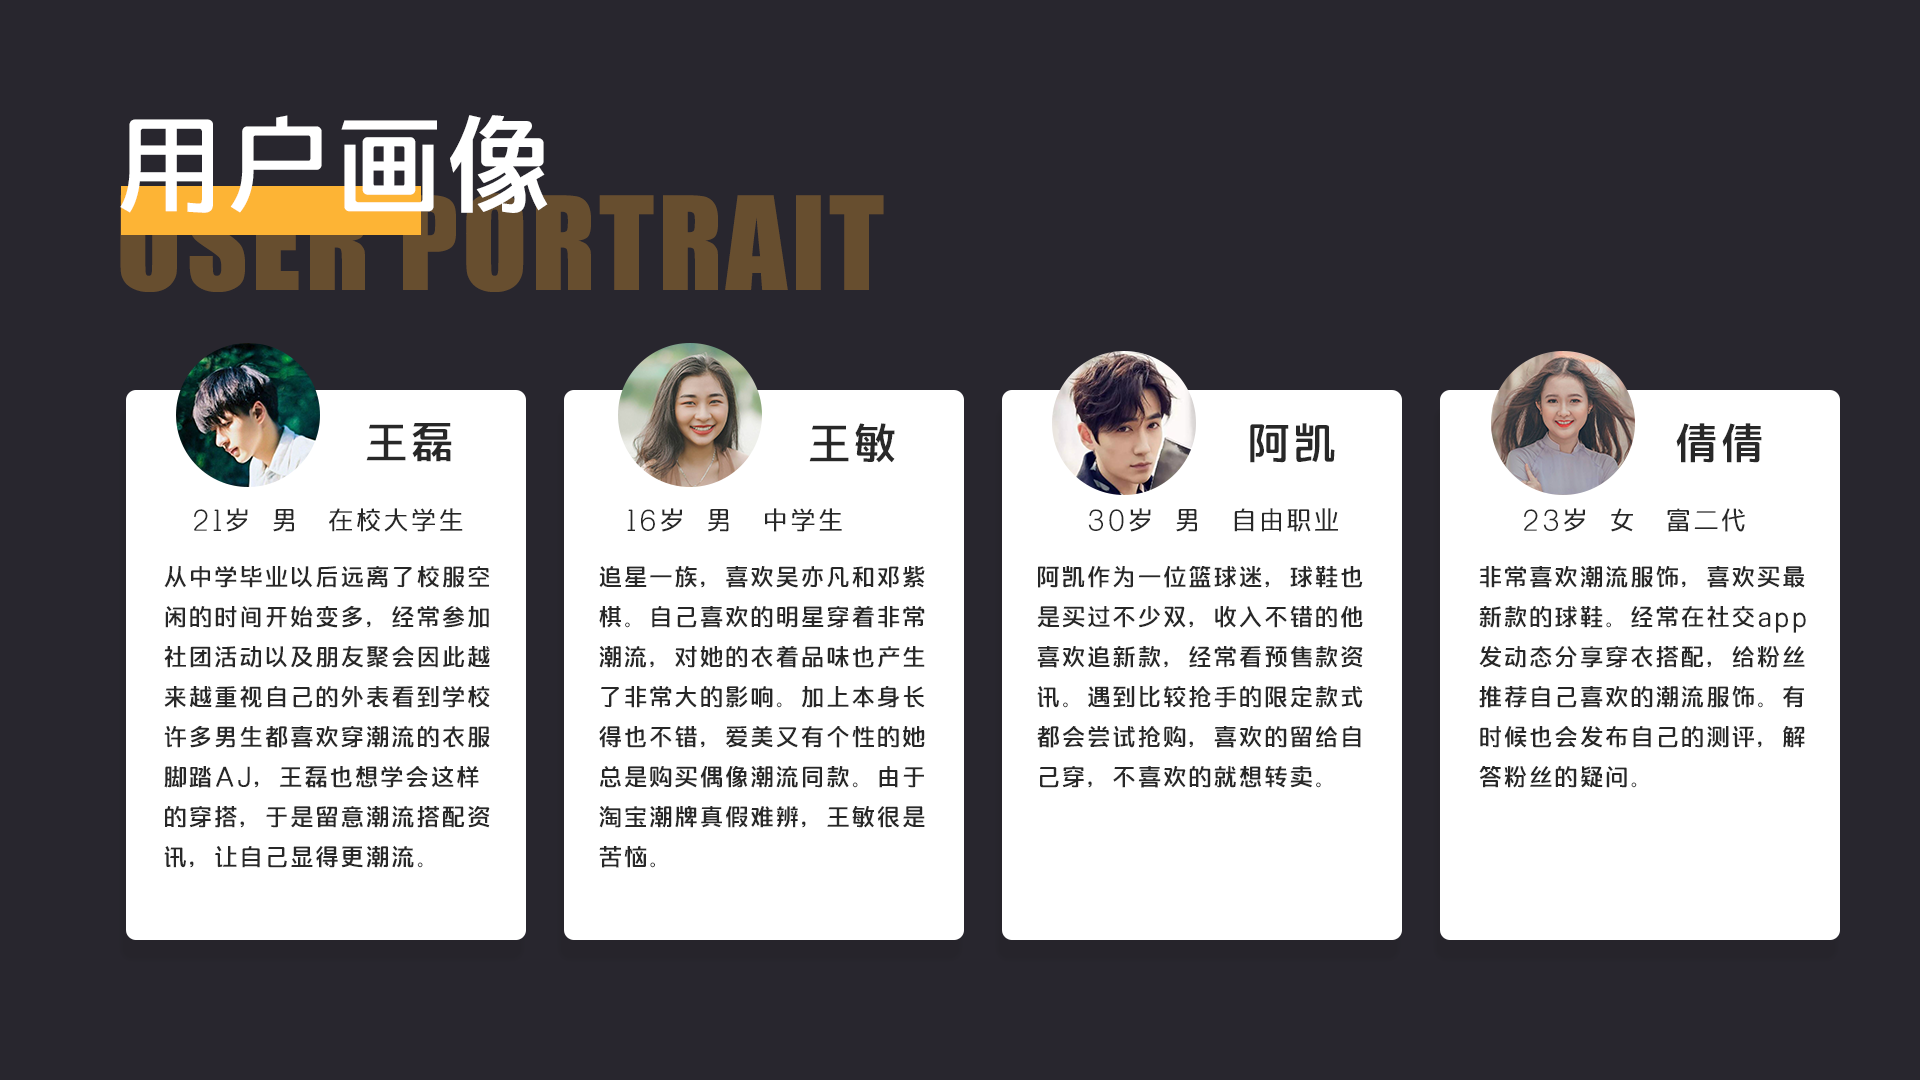 用户画像
USER PORTRAIT
王磊
21岁 男 在校大学生
从中学毕业以后远离了校服空
闲的时间开始变多，经常参加
社团活动以及朋友聚会因此越
来越重视自己的外表看到学校
许多男生都喜欢穿潮流的衣服
脚踏AJ，王磊也想学会这样
的穿搭，于是留意潮流搭配资
讯，让自己显得更潮流。
王敏
16岁 男 中学生
追星一族，喜欢吴亦凡和邓紫
棋。自己喜欢的明星穿着非常
潮流，对她的衣着品味也产生
了非常大的影响。加上本身长
得也不错，爱美又有个性的她
总是购买偶像潮流同款。由于
淘宝潮牌真假难辨，王敏很是
苦恼。
阿凯
30岁 男 自由职业
阿凯作为一位篮球迷，球鞋也
是买过不少双，收入不错的他
喜欢追新款，经常看预售款资
讯。遇到比较抢手的限定款式
都会尝试抢购，喜欢的留给自
己穿，不喜欢的就想转卖。
倩倩
23岁 女 富二代
非常喜欢潮流服饰，喜欢买最
新款的球鞋。经常在社交app
发动态分享穿衣搭配，给粉丝
推荐自己喜欢的潮流服饰。有
时候也会发布自己的测评，解
答粉丝的疑问。